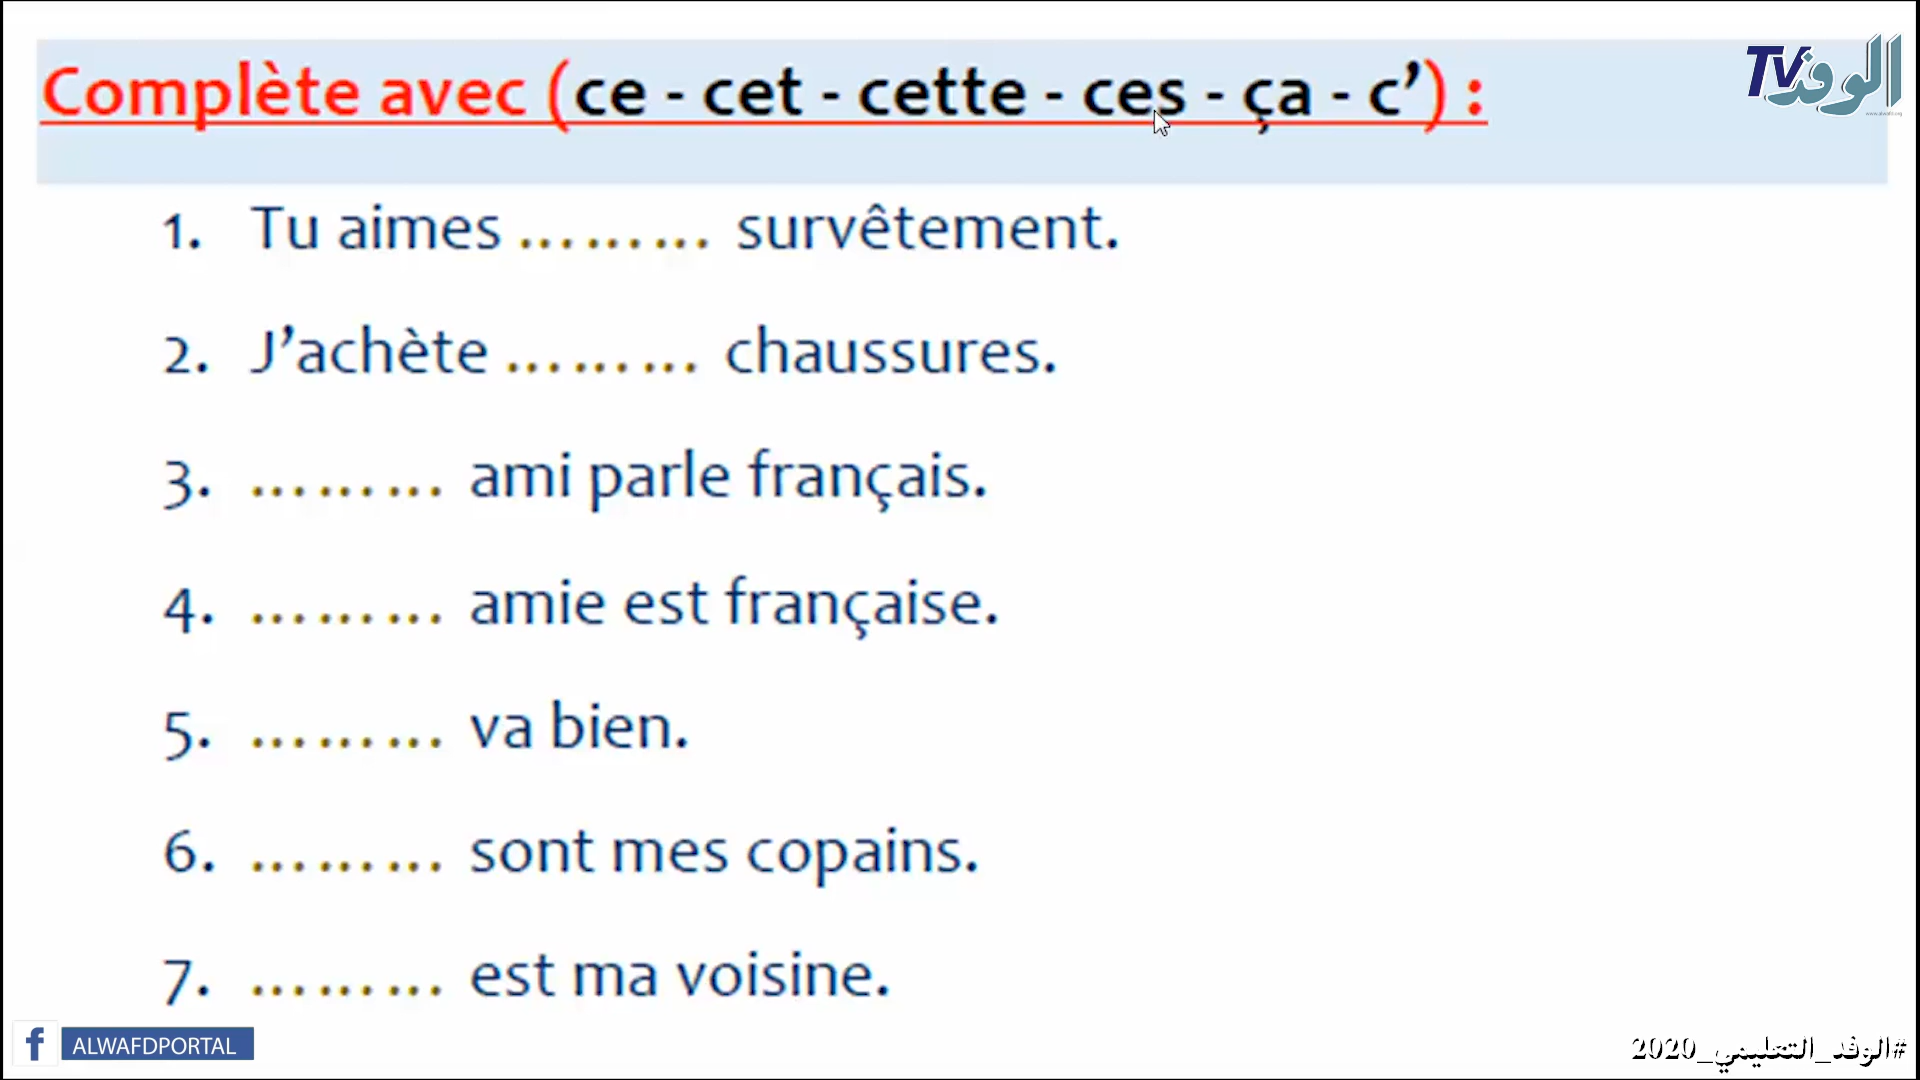 Complète avec (ce - cet - cette - ces - ça - c’) :
الوفد TV
1. Tu aimes ……… survêtement.
2. J’achète ……… chaussures.
3. ……… ami parle français.
4. ……… amie est française.
5. ……… va bien.
6. ……… sont mes copains.
7. ……… est ma voisine.
f ALWAFDPORTAL
#الوفد_التعليمي_2020